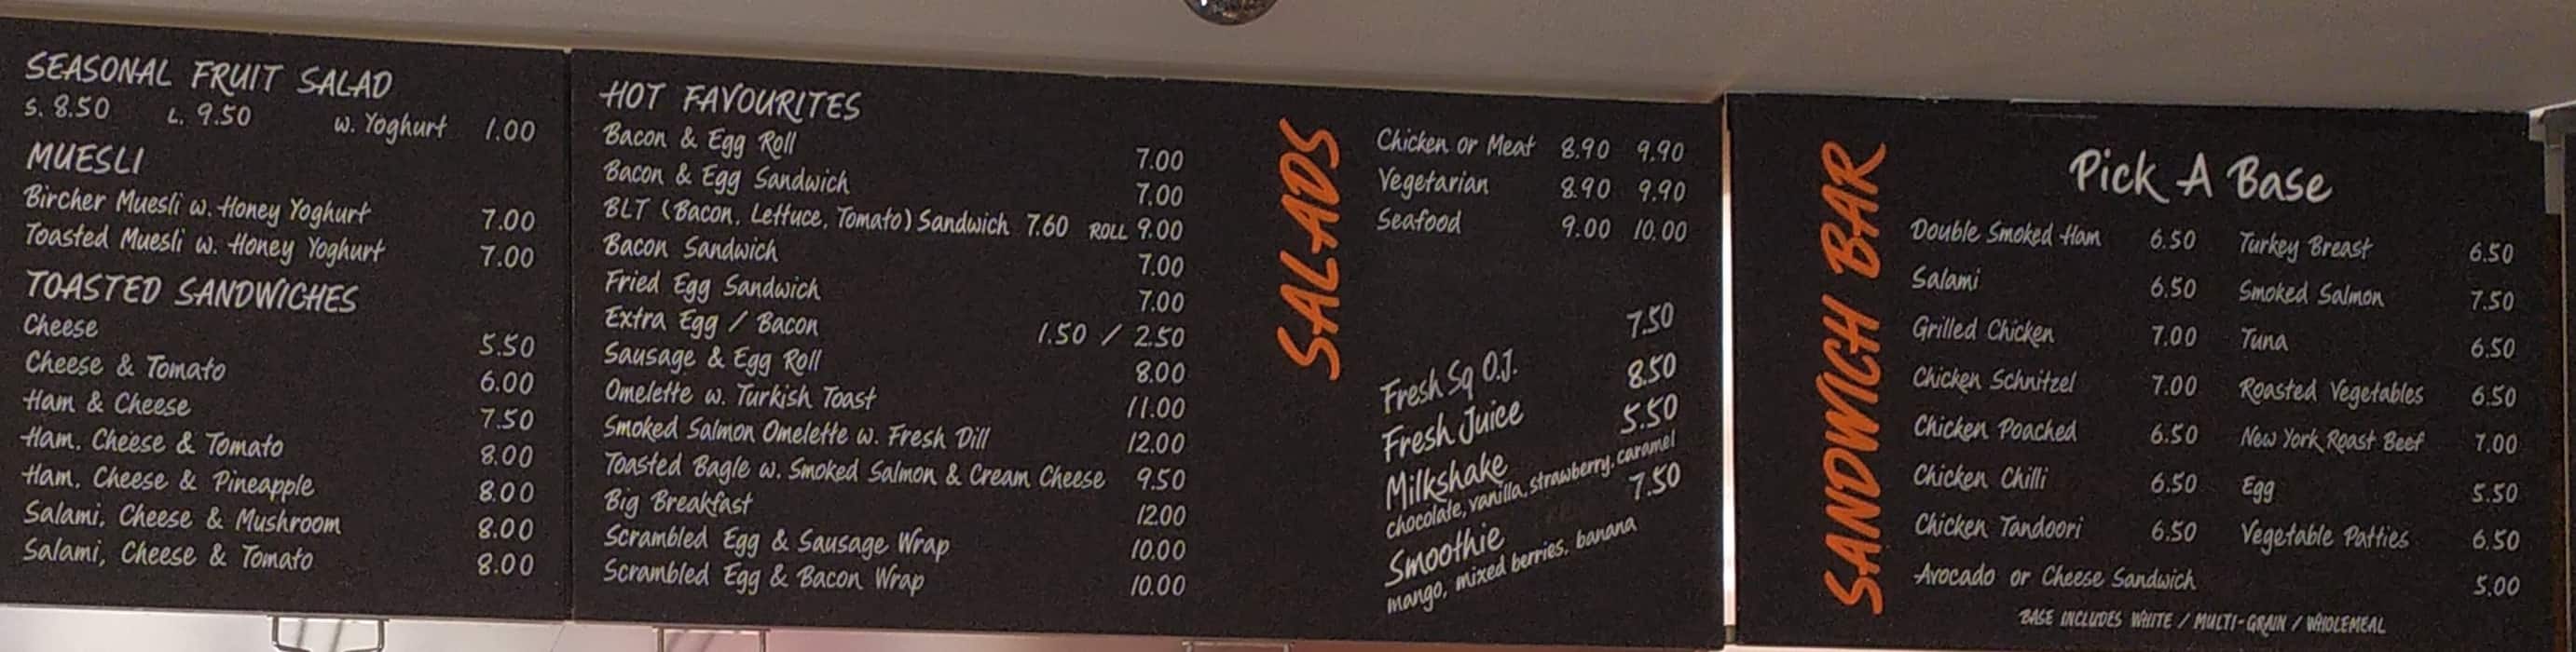 SEASONAL FRUIT SALAD
S. 8.50 L. 9.50 w. Yoghurt 1.00
MUESLI
Bircher Muesli w. Honey Yoghurt 7.00
Toasted Muesli w. Honey Yoghurt 7.00
TOASTED SANDWICHES
Cheese 5.50
Cheese & Tomato 6.00
Ham & Cheese 7.50
Ham, Cheese & Tomato 8.00
Ham, Cheese & Pineapple 8.00
Salami, Cheese & Mushroom 8.00
Salami, Cheese & Tomato 8.00
HOT FAVOURITES
Bacon & Egg Roll 7.00
Bacon & Egg Sandwich 7.00
BLT (Bacon, Lettuce, Tomato) Sandwich 7.60 ROLL 9.00
Bacon Sandwich 7.00
Fried Egg Sandwich 7.00
Extra Egg / Bacon 1.50 / 2.50
Sausage & Egg Roll 8.00
Omelette w. Turkish Toast 11.00
Smoked Salmon Omelette w. Fresh Dill 12.00
Toasted Bagle w. Smoked Salmon & Cream Cheese 9.50
Big Breakfast 12.00
Scrambled Egg & Sausage Wrap 10.00
Scrambled Egg & Bacon Wrap 10.00
SALADS
Chicken or Meat 8.90 9.90
Vegetarian 8.90 9.90
Seafood 9.00 10.00
Fresh Sq O.J. 7.50
Fresh Juice 8.50
Milkshake 5.50
chocolate, vanilla, strawberry, caramel
Smoothie 7.50
mango, mixed berries, banana
SANDWICH BAR
Pick A Base
Double Smoked Ham 6.50 Turkey Breast 6.50
Salami 6.50 Smoked Salmon 7.50
Grilled Chicken 7.00 Tuna 6.50
Chicken Schnitzel 7.00 Roasted Vegetables 6.50
Chicken Poached 6.50 New York Roast Beef 7.00
Chicken Chilli 6.50 Egg 5.50
Chicken Tandoori 6.50 Vegetable Patties 6.50
Avocado or Cheese Sandwich 5.00
BASE INCLUDES WHITE / MULTI-GRAIN / WHOLEMEAL